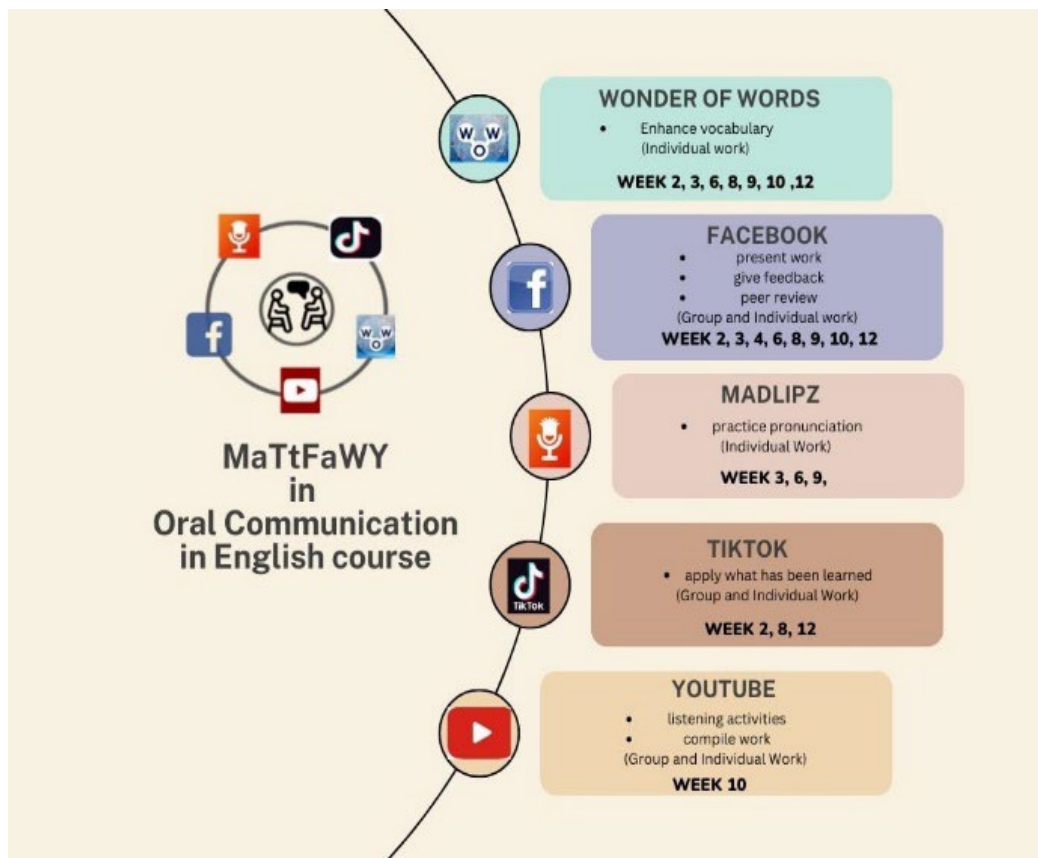 WONDER OF WORDS
• Enhance vocabulary
(Individual work)
WEEK 2, 3, 6, 8, 9, 10 ,12
W W
O
FACEBOOK
• present work
• give feedback
• peer review
(Group and Individual work)
WEEK 2, 3, 4, 6, 8, 9, 10, 12
f
f
W W
O
MaTtFaWY
in
Oral Communication
in English course
MADLIPZ
• practice pronunciation
(Individual Work)
WEEK 3, 6, 9,
TIKTOK
• apply what has been learned
(Group and Individual Work)
WEEK 2, 8, 12
TikTok
YOUTUBE
• listening activities
• compile work
(Group and Individual Work)
WEEK 10